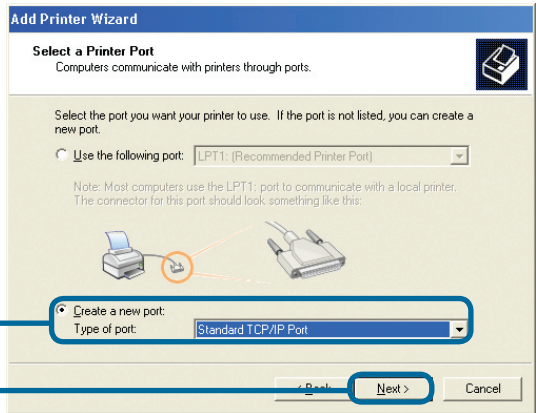 Add Printer Wizard
Select a Printer Port
Computers communicate with printers through ports.
Select the port you want your printer to use. If the port is not listed, you can create a
new port.
Use the following port: LPT1: (Recommended Printer Port)
Note: Most computers use the LPT1: port to communicate with a local printer.
The connector for this port should look something like this:
Create a new port:
Type of port: Standard TCP/IP Port
< Back Next > Cancel